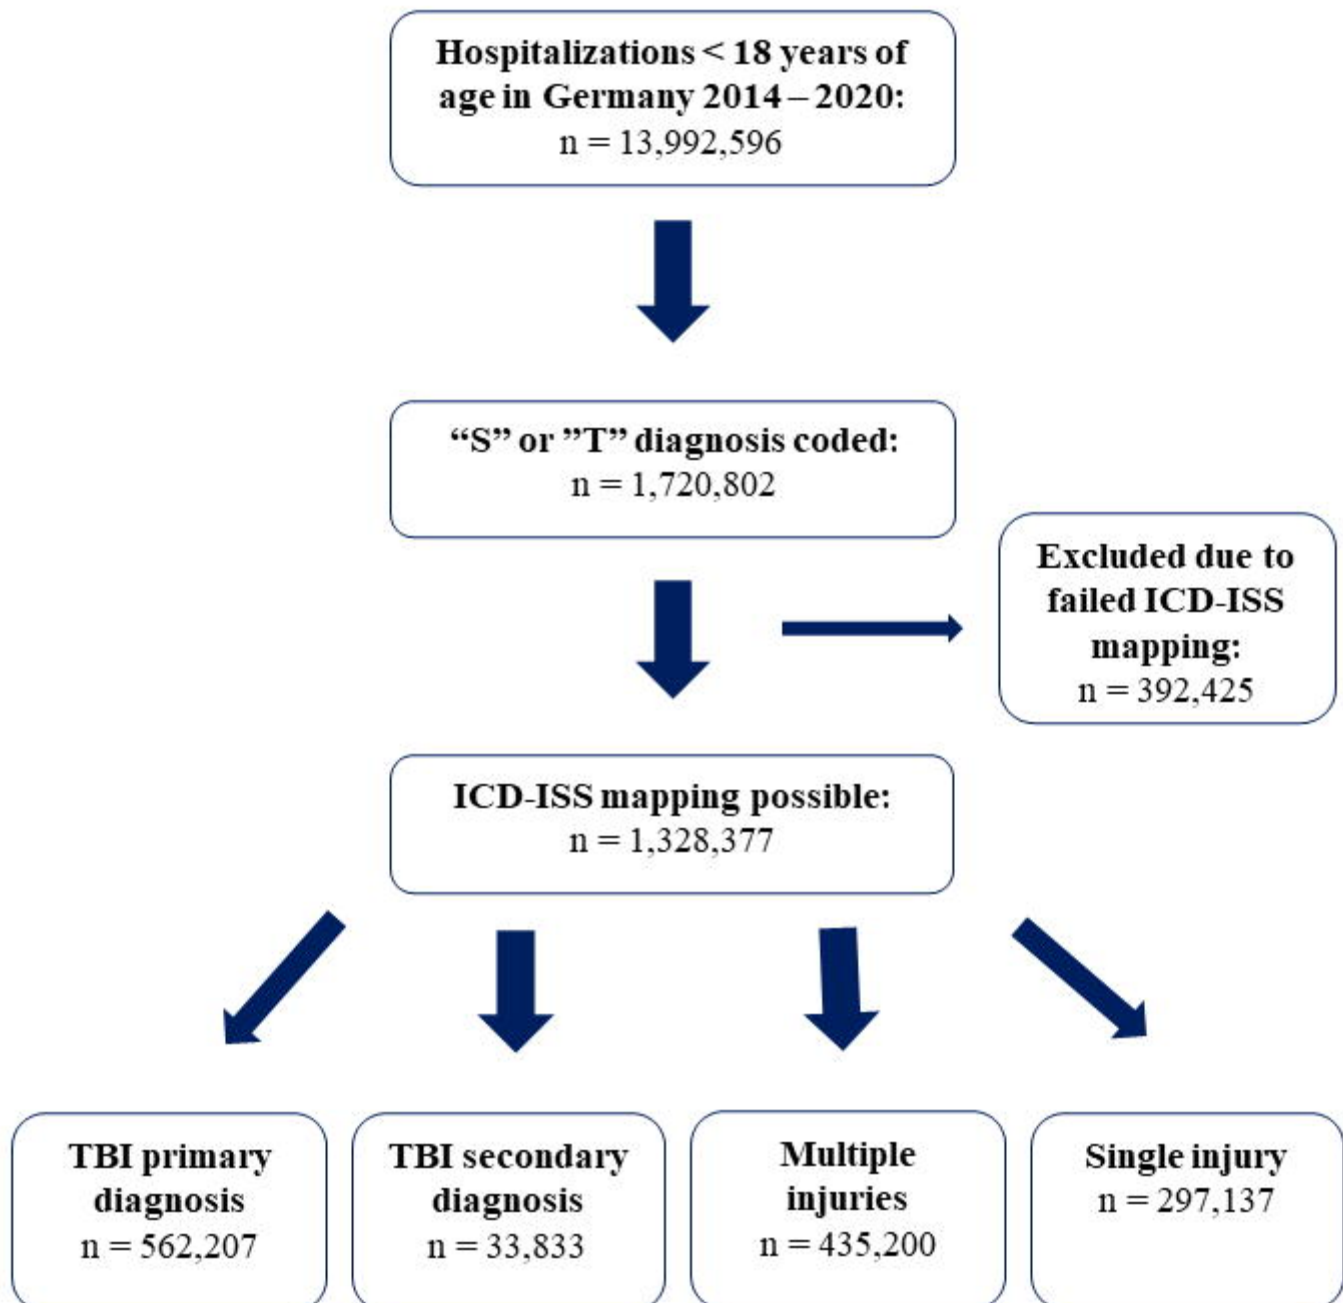 Hospitalizations < 18 years of
age in Germany 2014 – 2020:
n = 13,992,596
“S” or ”T” diagnosis coded:
n = 1,720,802
Excluded due to
failed ICD-ISS
mapping:
n = 392,425
ICD-ISS mapping possible:
n = 1,328,377
TBI primary
diagnosis
n = 562,207
TBI secondary
diagnosis
n = 33,833
Multiple
injuries
n = 435,200
Single injury
n = 297,137